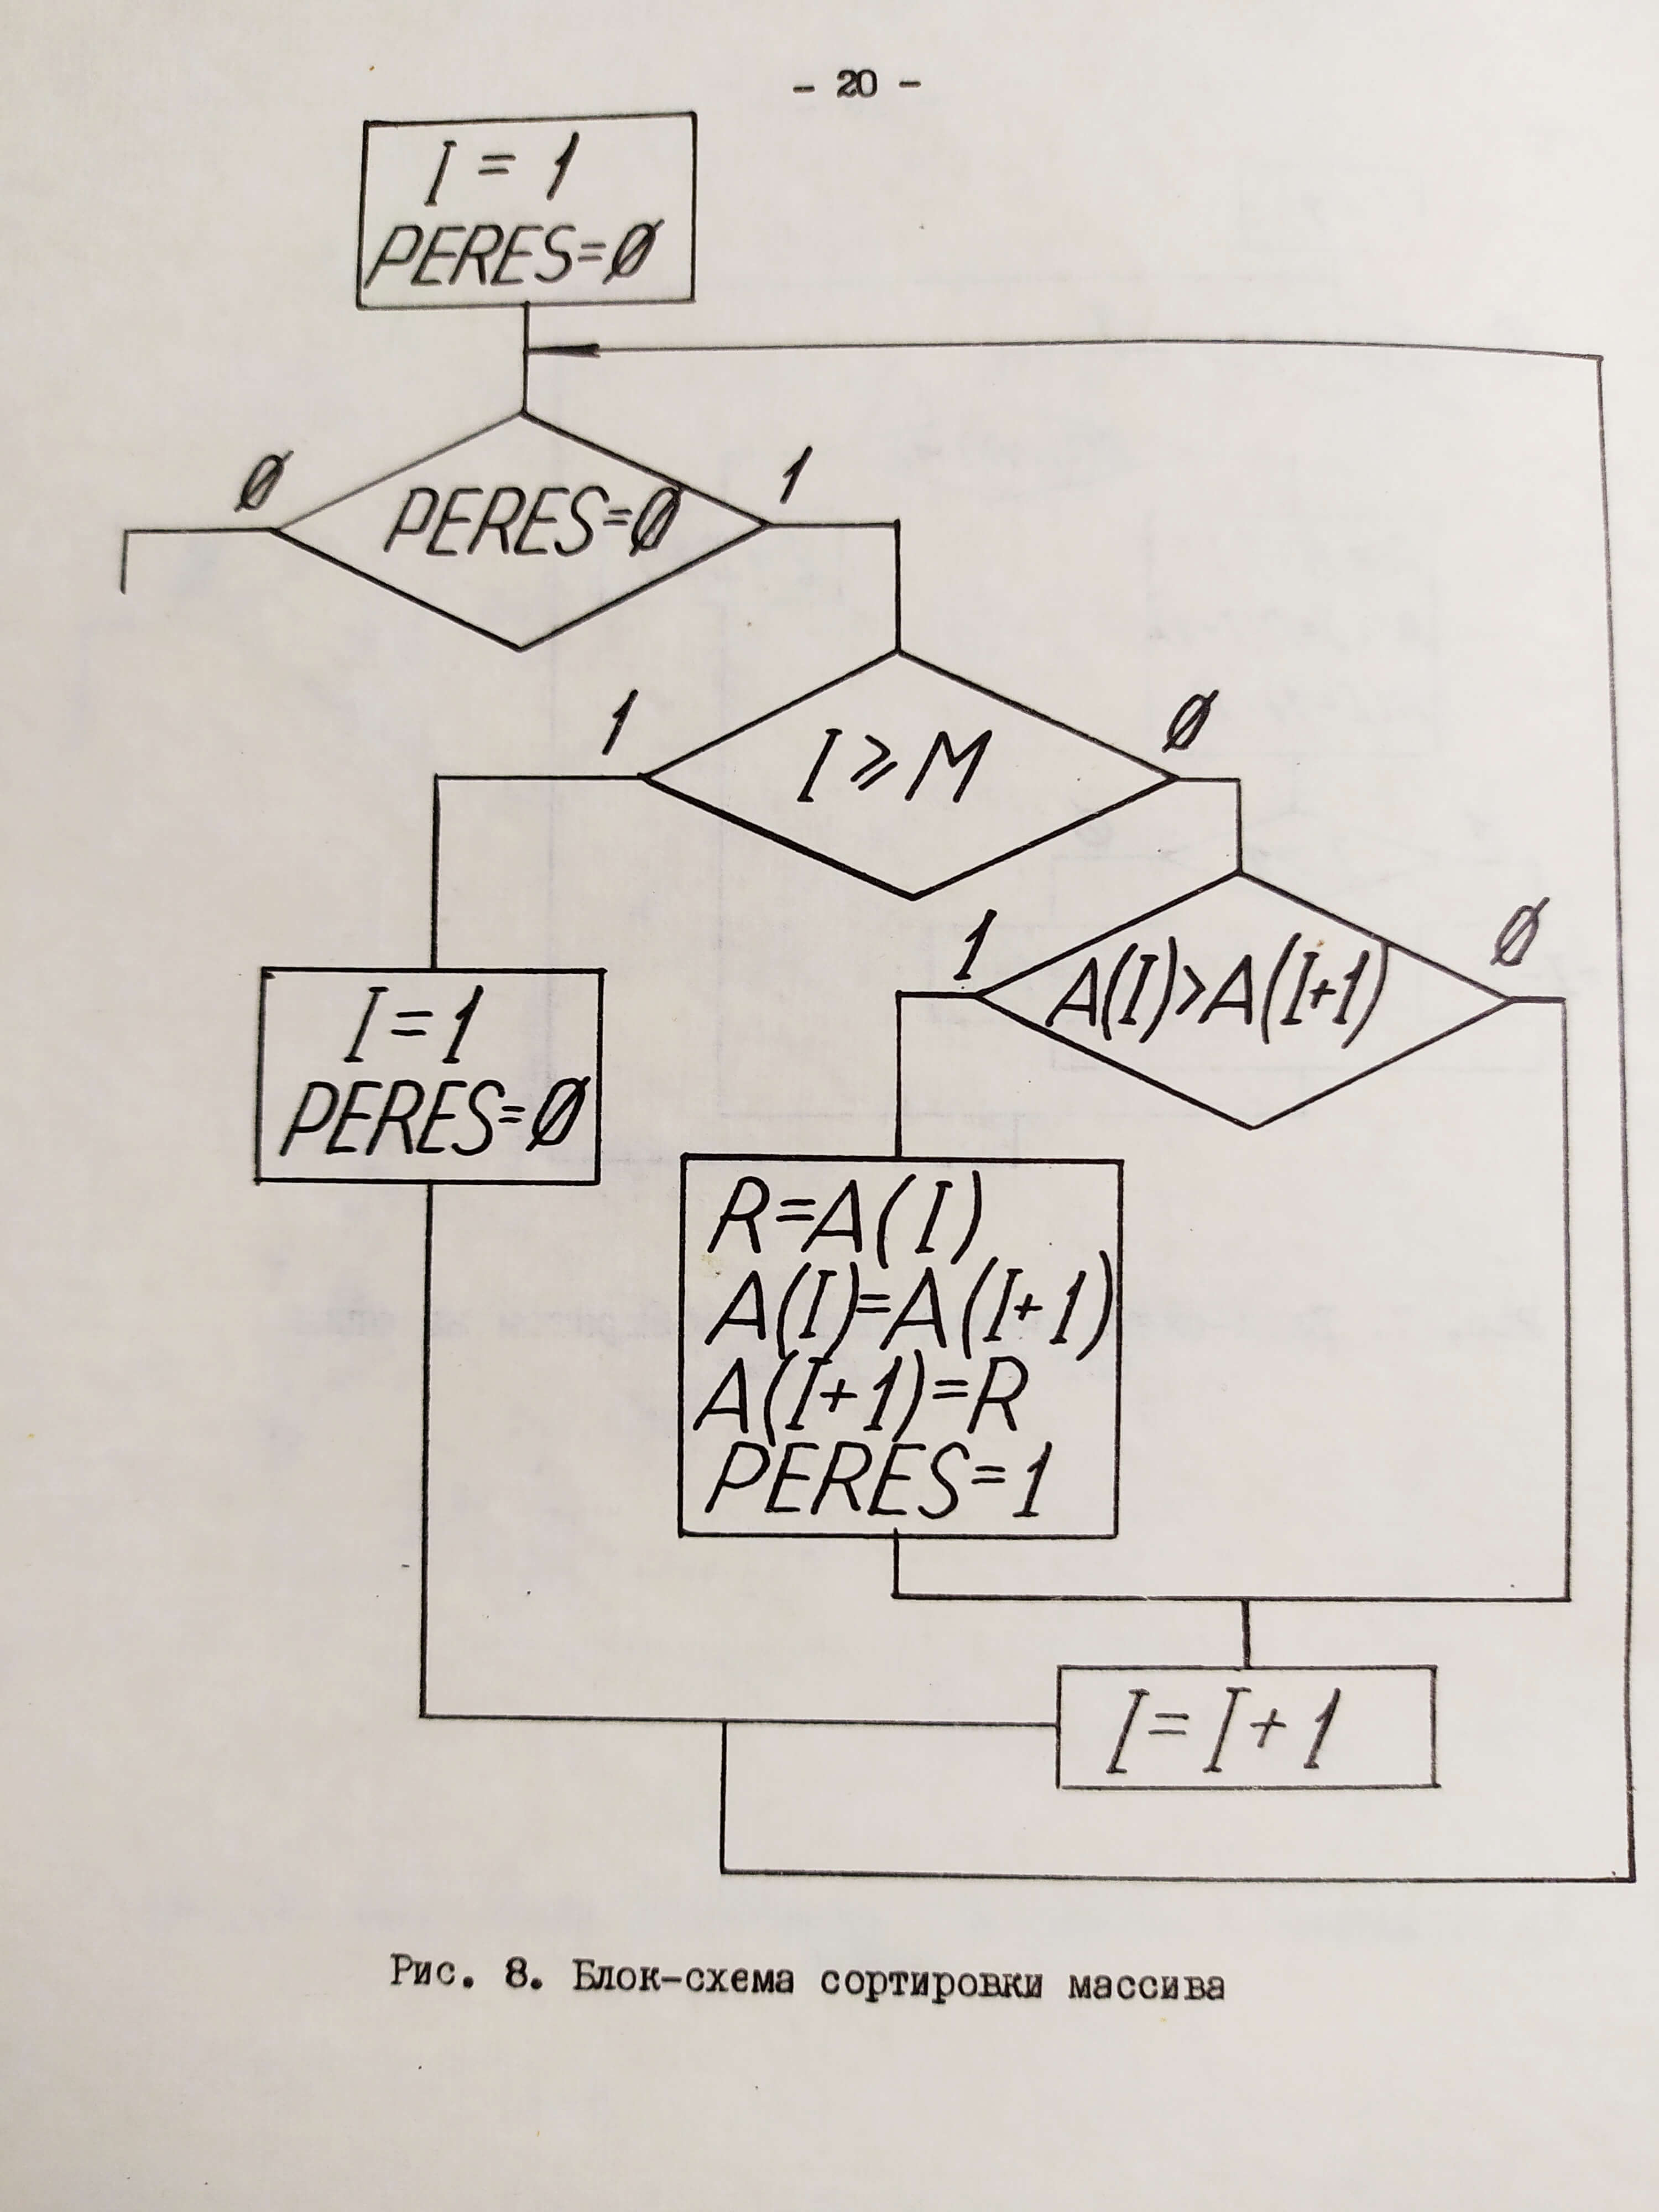 - 20 -
I = 1
PERES=Ø
Ø
1
PERES=Ø
1
Ø
I ⩾ M
1
Ø
A(I)>A(I+1)
I=1
PERES=Ø
R=A(I)
A(I)=A(I+1)
A(I+1)=R
PERES=1
I=I+1
Рис. 8. Блок-схема сортировки массива